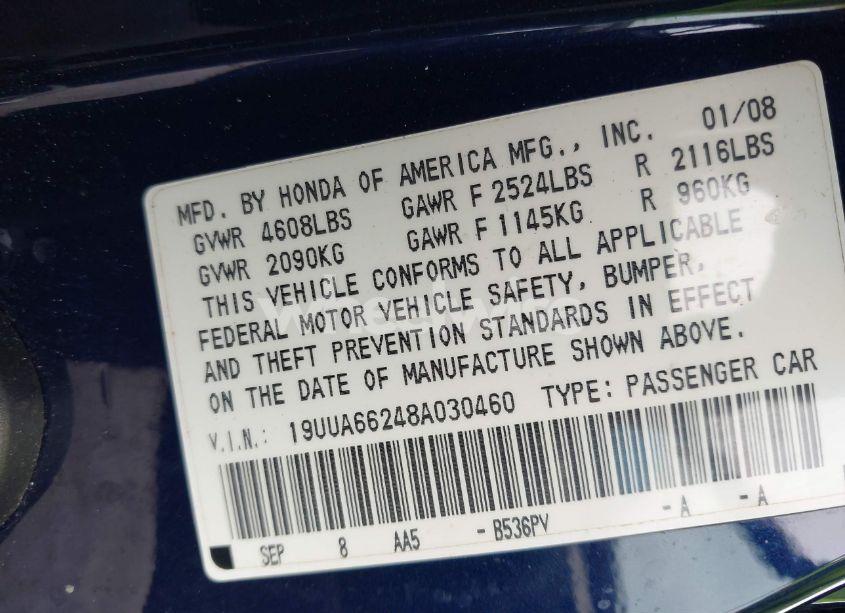 MFD. BY HONDA OF AMERICA MFG., INC. 01/08
GVWR 4608LBS GAWR F 2524LBS R 2116LBS
GVWR 2090KG GAWR F 1145KG R 960KG
THIS VEHICLE CONFORMS TO ALL APPLICABLE
FEDERAL MOTOR VEHICLE SAFETY, BUMPER,
AND THEFT PREVENTION STANDARDS IN EFFECT
ON THE DATE OF MANUFACTURE SHOWN ABOVE.
V.I.N.: 19UUA66248A030460 TYPE: PASSENGER CAR
SEP 8 AA5 - B536PV - A - A